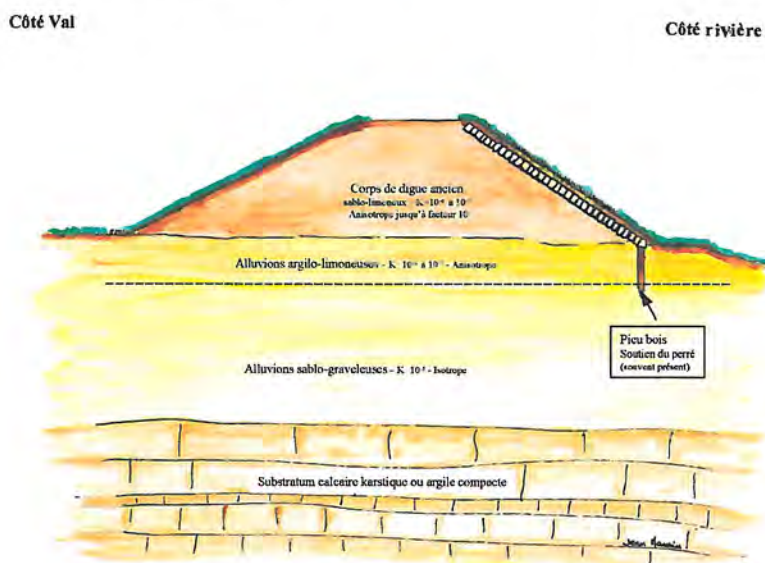 Côté Val
Côté rivière
Corps de digue ancien
sablo-limoneux - K
Anisotrope jusqu'à facteur 10
Alluvions argilo-limoneuses - K à Anisotrope
Pieu bois
Soutien du perré
(souvent présent)
Alluvions sablo-graveleuses - K Isotrope
Substratum calcaire karstique ou argile compacte